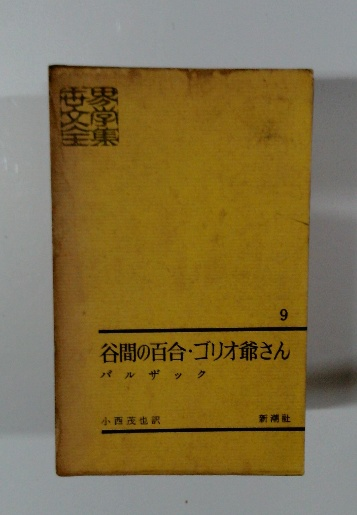 世界
文学
全集
9
谷間の百合・ゴリオ爺さん
バルザック
小西茂也訳 新潮社